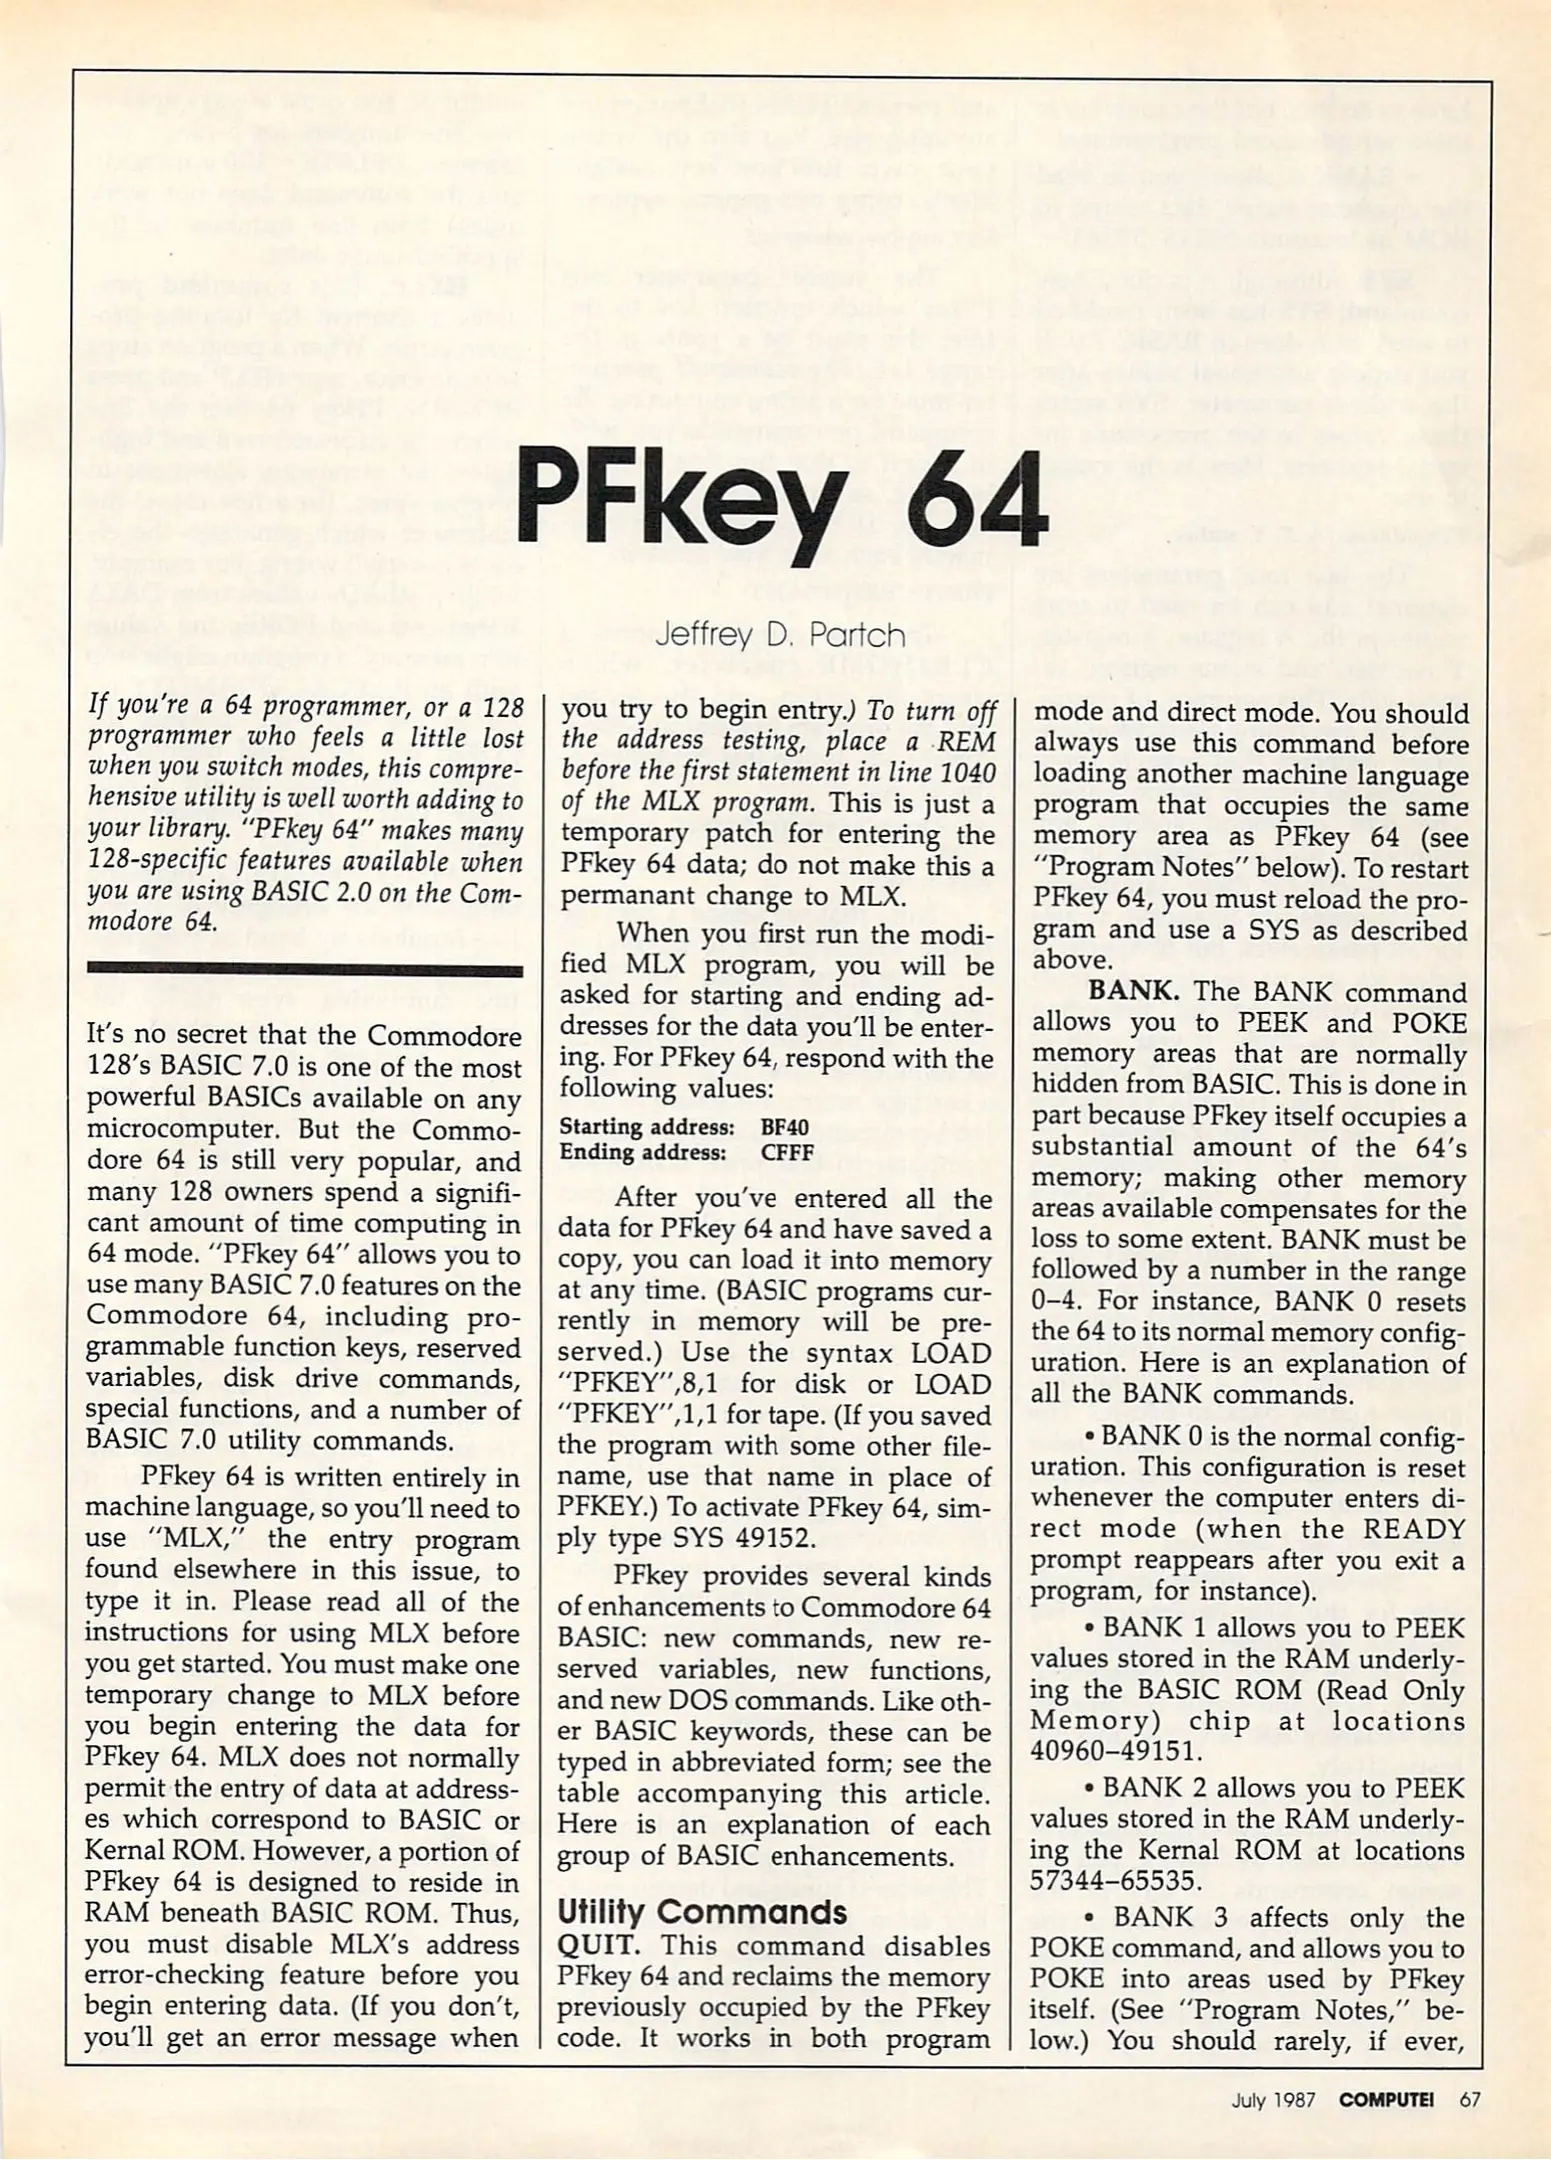 PFkey 64
Jeffrey D. Partch
If you're a 64 programmer, or a 128
programmer who feels a little lost
when you switch modes, this compre-
hensive utility is well worth adding to
your library. "PFkey 64" makes many
128-specific features available when
you are using BASIC 2.0 on the Com-
modore 64.
It's no secret that the Commodore
128's BASIC 7.0 is one of the most
powerful BASICs available on any
microcomputer. But the Commo-
dore 64 is still very popular, and
many 128 owners spend a signifi-
cant amount of time computing in
64 mode. "PFkey 64" allows you to
use many BASIC 7.0 features on the
Commodore 64, including pro-
grammable function keys, reserved
variables, disk drive commands,
special functions, and a number of
BASIC 7.0 utility commands.
PFkey 64 is written entirely in
machine language, so you'll need to
use "MLX," the entry program
found elsewhere in this issue, to
type it in. Please read all of the
instructions for using MLX before
you get started. You must make one
temporary change to MLX before
you begin entering the data for
PFkey 64. MLX does not normally
permit the entry of data at address-
es which correspond to BASIC or
Kernal ROM. However, a portion of
PFkey 64 is designed to reside in
RAM beneath BASIC ROM. Thus,
you must disable MLX's address
error-checking feature before you
begin entering data. (If you don't,
you'll get an error message when
you try to begin entry.) To turn off
the address testing, place a REM
before the first statement in line 1040
of the MLX program. This is just a
temporary patch for entering the
PFkey 64 data; do not make this a
permanant change to MLX.
When you first run the modi-
fied MLX program, you will be
asked for starting and ending ad-
dresses for the data you'll be enter-
ing. For PFkey 64, respond with the
following values:
Starting address: BF40
Ending address: CFFF
After you've entered all the
data for PFkey 64 and have saved a
copy, you can load it into memory
at any time. (BASIC programs cur-
rently in memory will be pre-
served.) Use the syntax LOAD
"PFKEY",8,1 for disk or LOAD
"PFKEY",1,1 for tape. (If you saved
the program with some other file-
name, use that name in place of
PFKEY.) To activate PFkey 64, sim-
ply type SYS 49152.
PFkey provides several kinds
of enhancements to Commodore 64
BASIC: new commands, new re-
served variables, new functions,
and new DOS commands. Like oth-
er BASIC keywords, these can be
typed in abbreviated form; see the
table accompanying this article.
Here is an explanation of each
group of BASIC enhancements.
Utility Commands
QUIT. This command disables
PFkey 64 and reclaims the memory
previously occupied by the PFkey
code. It works in both program
mode and direct mode. You should
always use this command before
loading another machine language
program that occupies the same
memory area as PFkey 64 (see
"Program Notes" below). To restart
PFkey 64, you must reload the pro-
gram and use a SYS as described
above.
BANK. The BANK command
allows you to PEEK and POKE
memory areas that are normally
hidden from BASIC. This is done in
part because PFkey itself occupies a
substantial amount of the 64's
memory; making other memory
areas available compensates for the
loss to some extent. BANK must be
followed by a number in the range
0–4. For instance, BANK 0 resets
the 64 to its normal memory config-
uration. Here is an explanation of
all the BANK commands.
• BANK 0 is the normal config-
uration. This configuration is reset
whenever the computer enters di-
rect mode (when the READY
prompt reappears after you exit a
program, for instance).
• BANK 1 allows you to PEEK
values stored in the RAM underly-
ing the BASIC ROM (Read Only
Memory) chip at locations
40960–49151.
• BANK 2 allows you to PEEK
values stored in the RAM underly-
ing the Kernal ROM at locations
57344–65535.
• BANK 3 affects only the
POKE command, and allows you to
POKE into areas used by PFkey
itself. (See "Program Notes," be-
low.) You should rarely, if ever,
July 1987 COMPUTE! 67